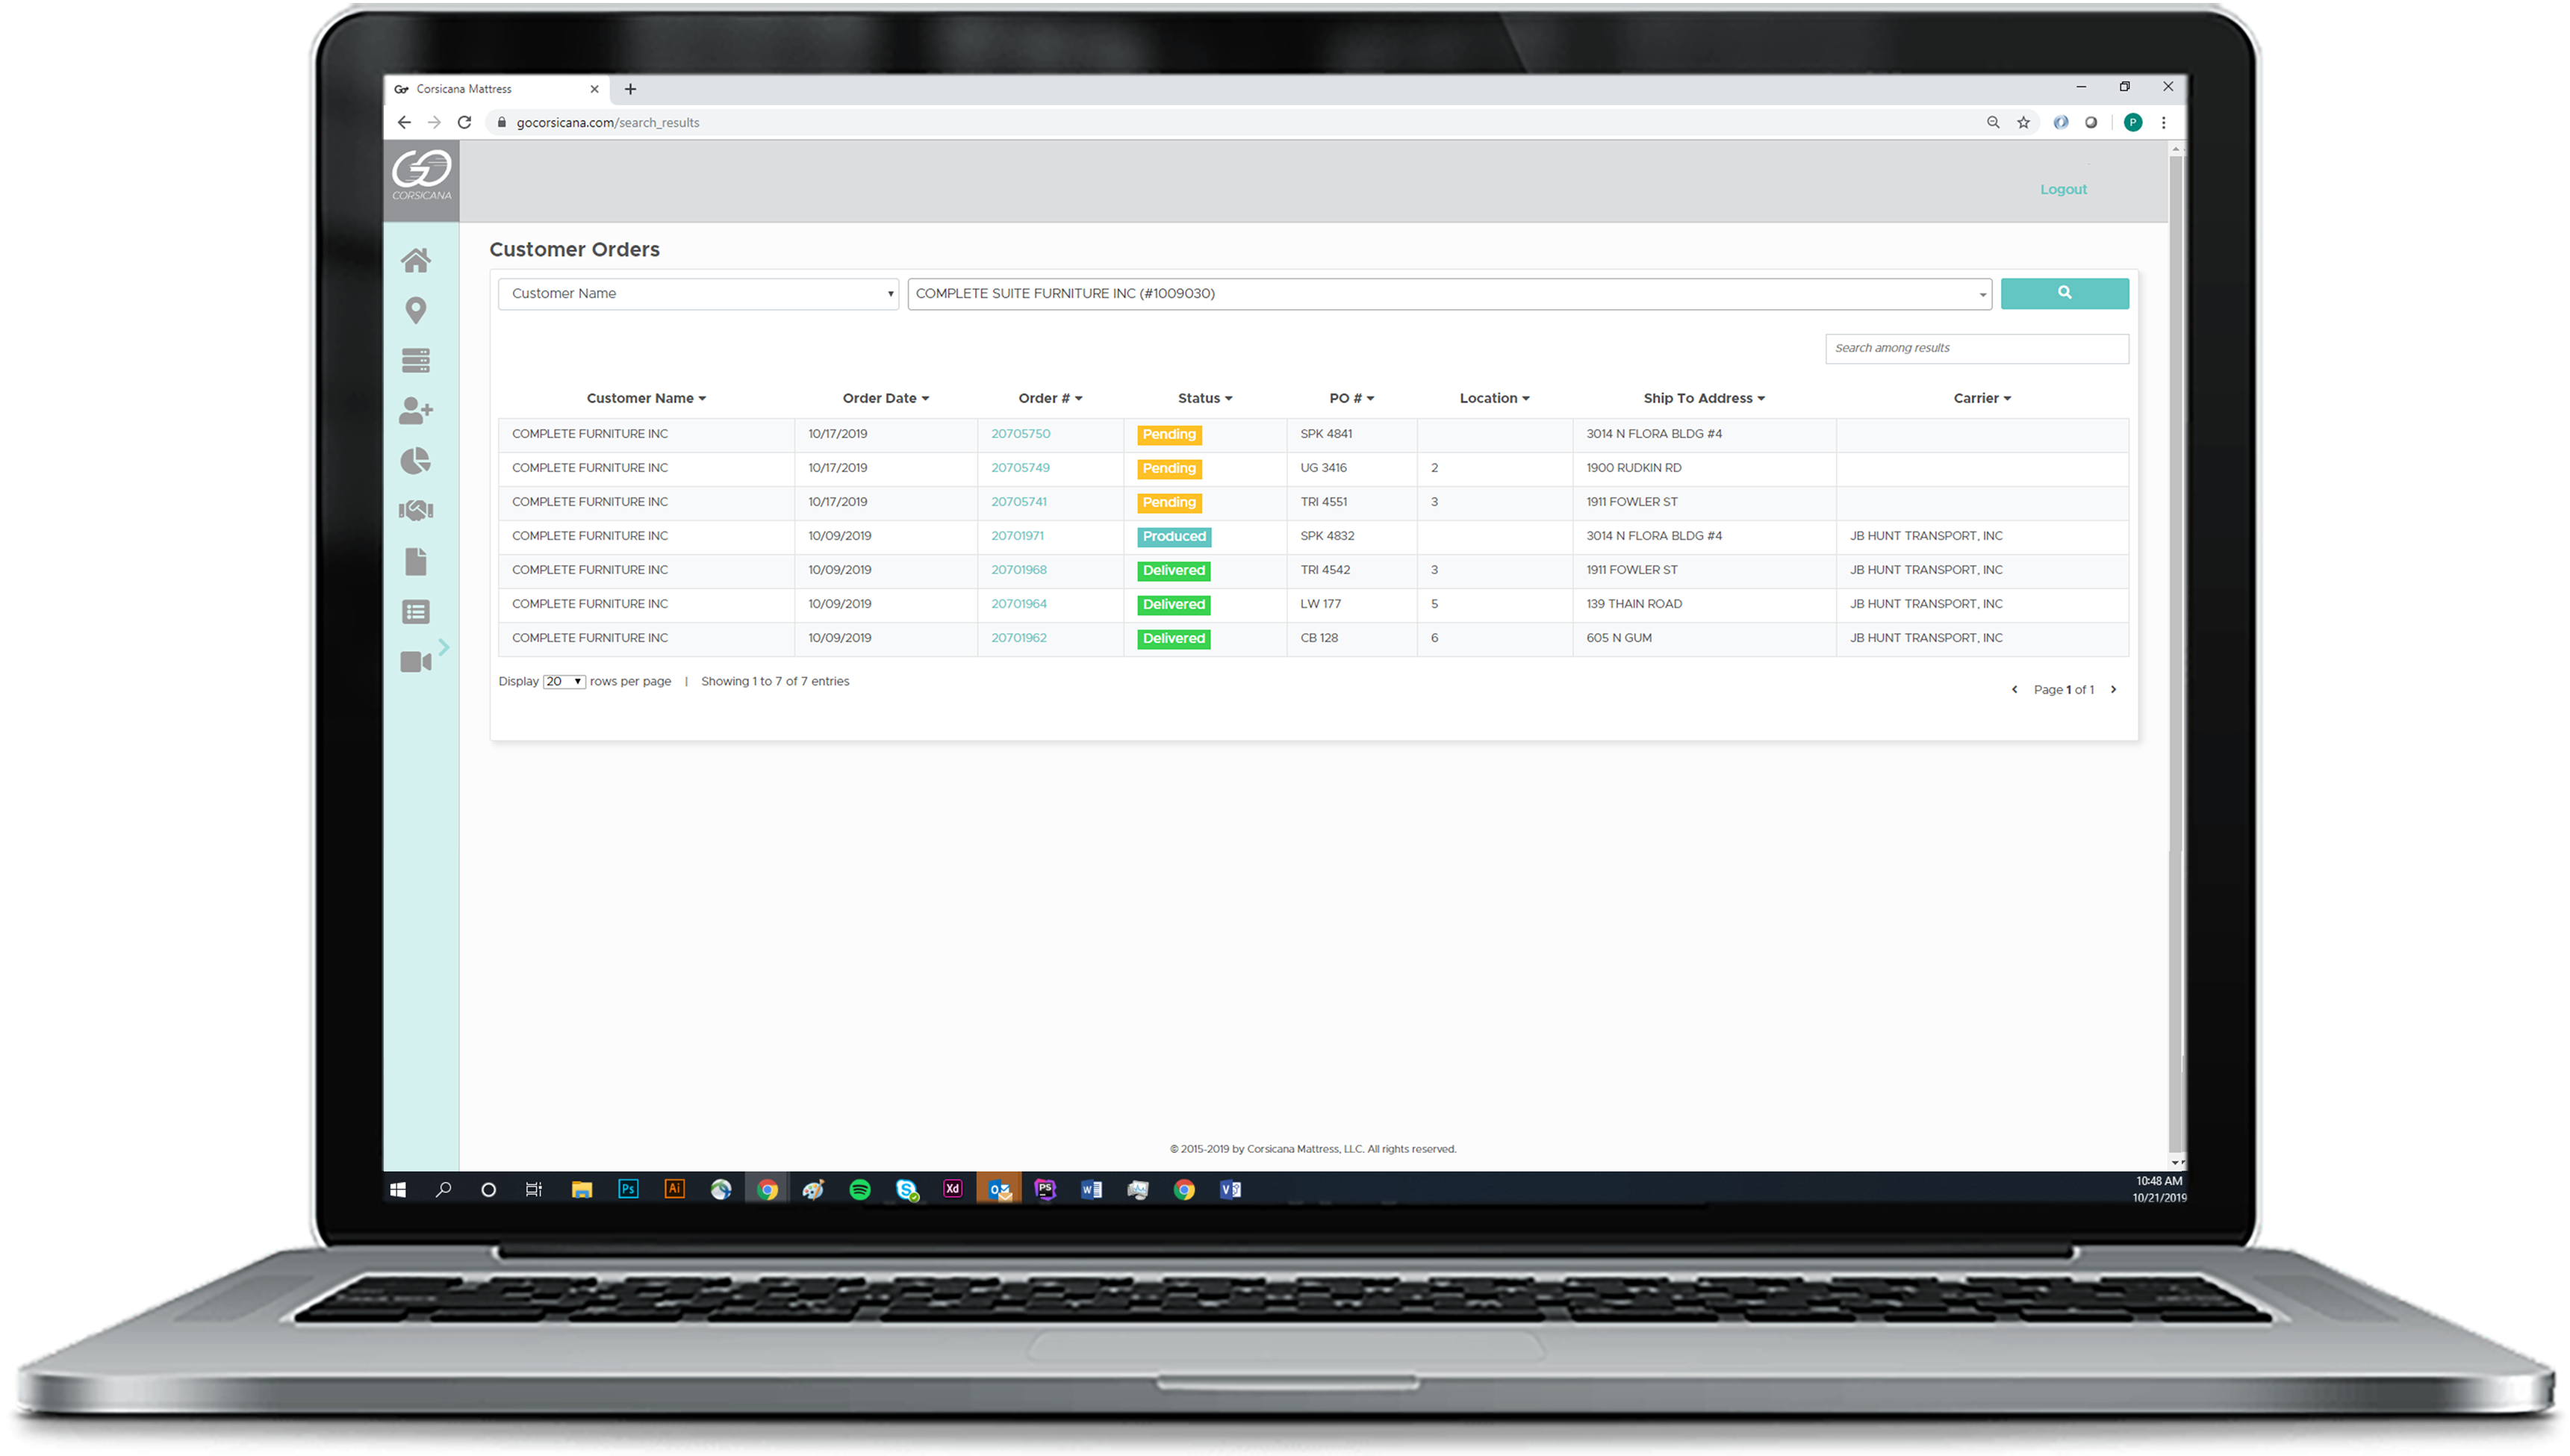 Go Corsicana Mattress
gocorsicana.com/search_results
P
GO
CORSICANA
Logout
Customer Orders
Customer Name COMPLETE SUITE FURNITURE INC (#1009030)
Search among results
Customer Name Order Date Order # Status PO # Location Ship To Address Carrier
COMPLETE FURNITURE INC 10/17/2019 20705750 Pending SPK 4841 3014 N FLORA BLDG #4
COMPLETE FURNITURE INC 10/17/2019 20705749 Pending UG 3416 2 1900 RUDKIN RD
COMPLETE FURNITURE INC 10/17/2019 20705741 Pending TRI 4551 3 1911 FOWLER ST
COMPLETE FURNITURE INC 10/09/2019 20701971 Produced SPK 4832 3014 N FLORA BLDG #4 JB HUNT TRANSPORT, INC
COMPLETE FURNITURE INC 10/09/2019 20701968 Delivered TRI 4542 3 1911 FOWLER ST JB HUNT TRANSPORT, INC
COMPLETE FURNITURE INC 10/09/2019 20701964 Delivered LW 177 5 139 THAIN ROAD JB HUNT TRANSPORT, INC
COMPLETE FURNITURE INC 10/09/2019 20701962 Delivered CB 128 6 605 N GUM JB HUNT TRANSPORT, INC
Display 20 rows per page | Showing 1 to 7 of 7 entries
Page 1 of 1
© 2015-2019 by Corsicana Mattress, LLC. All rights reserved.
Ps Ai Xd PS
10:48 AM
10/21/2019